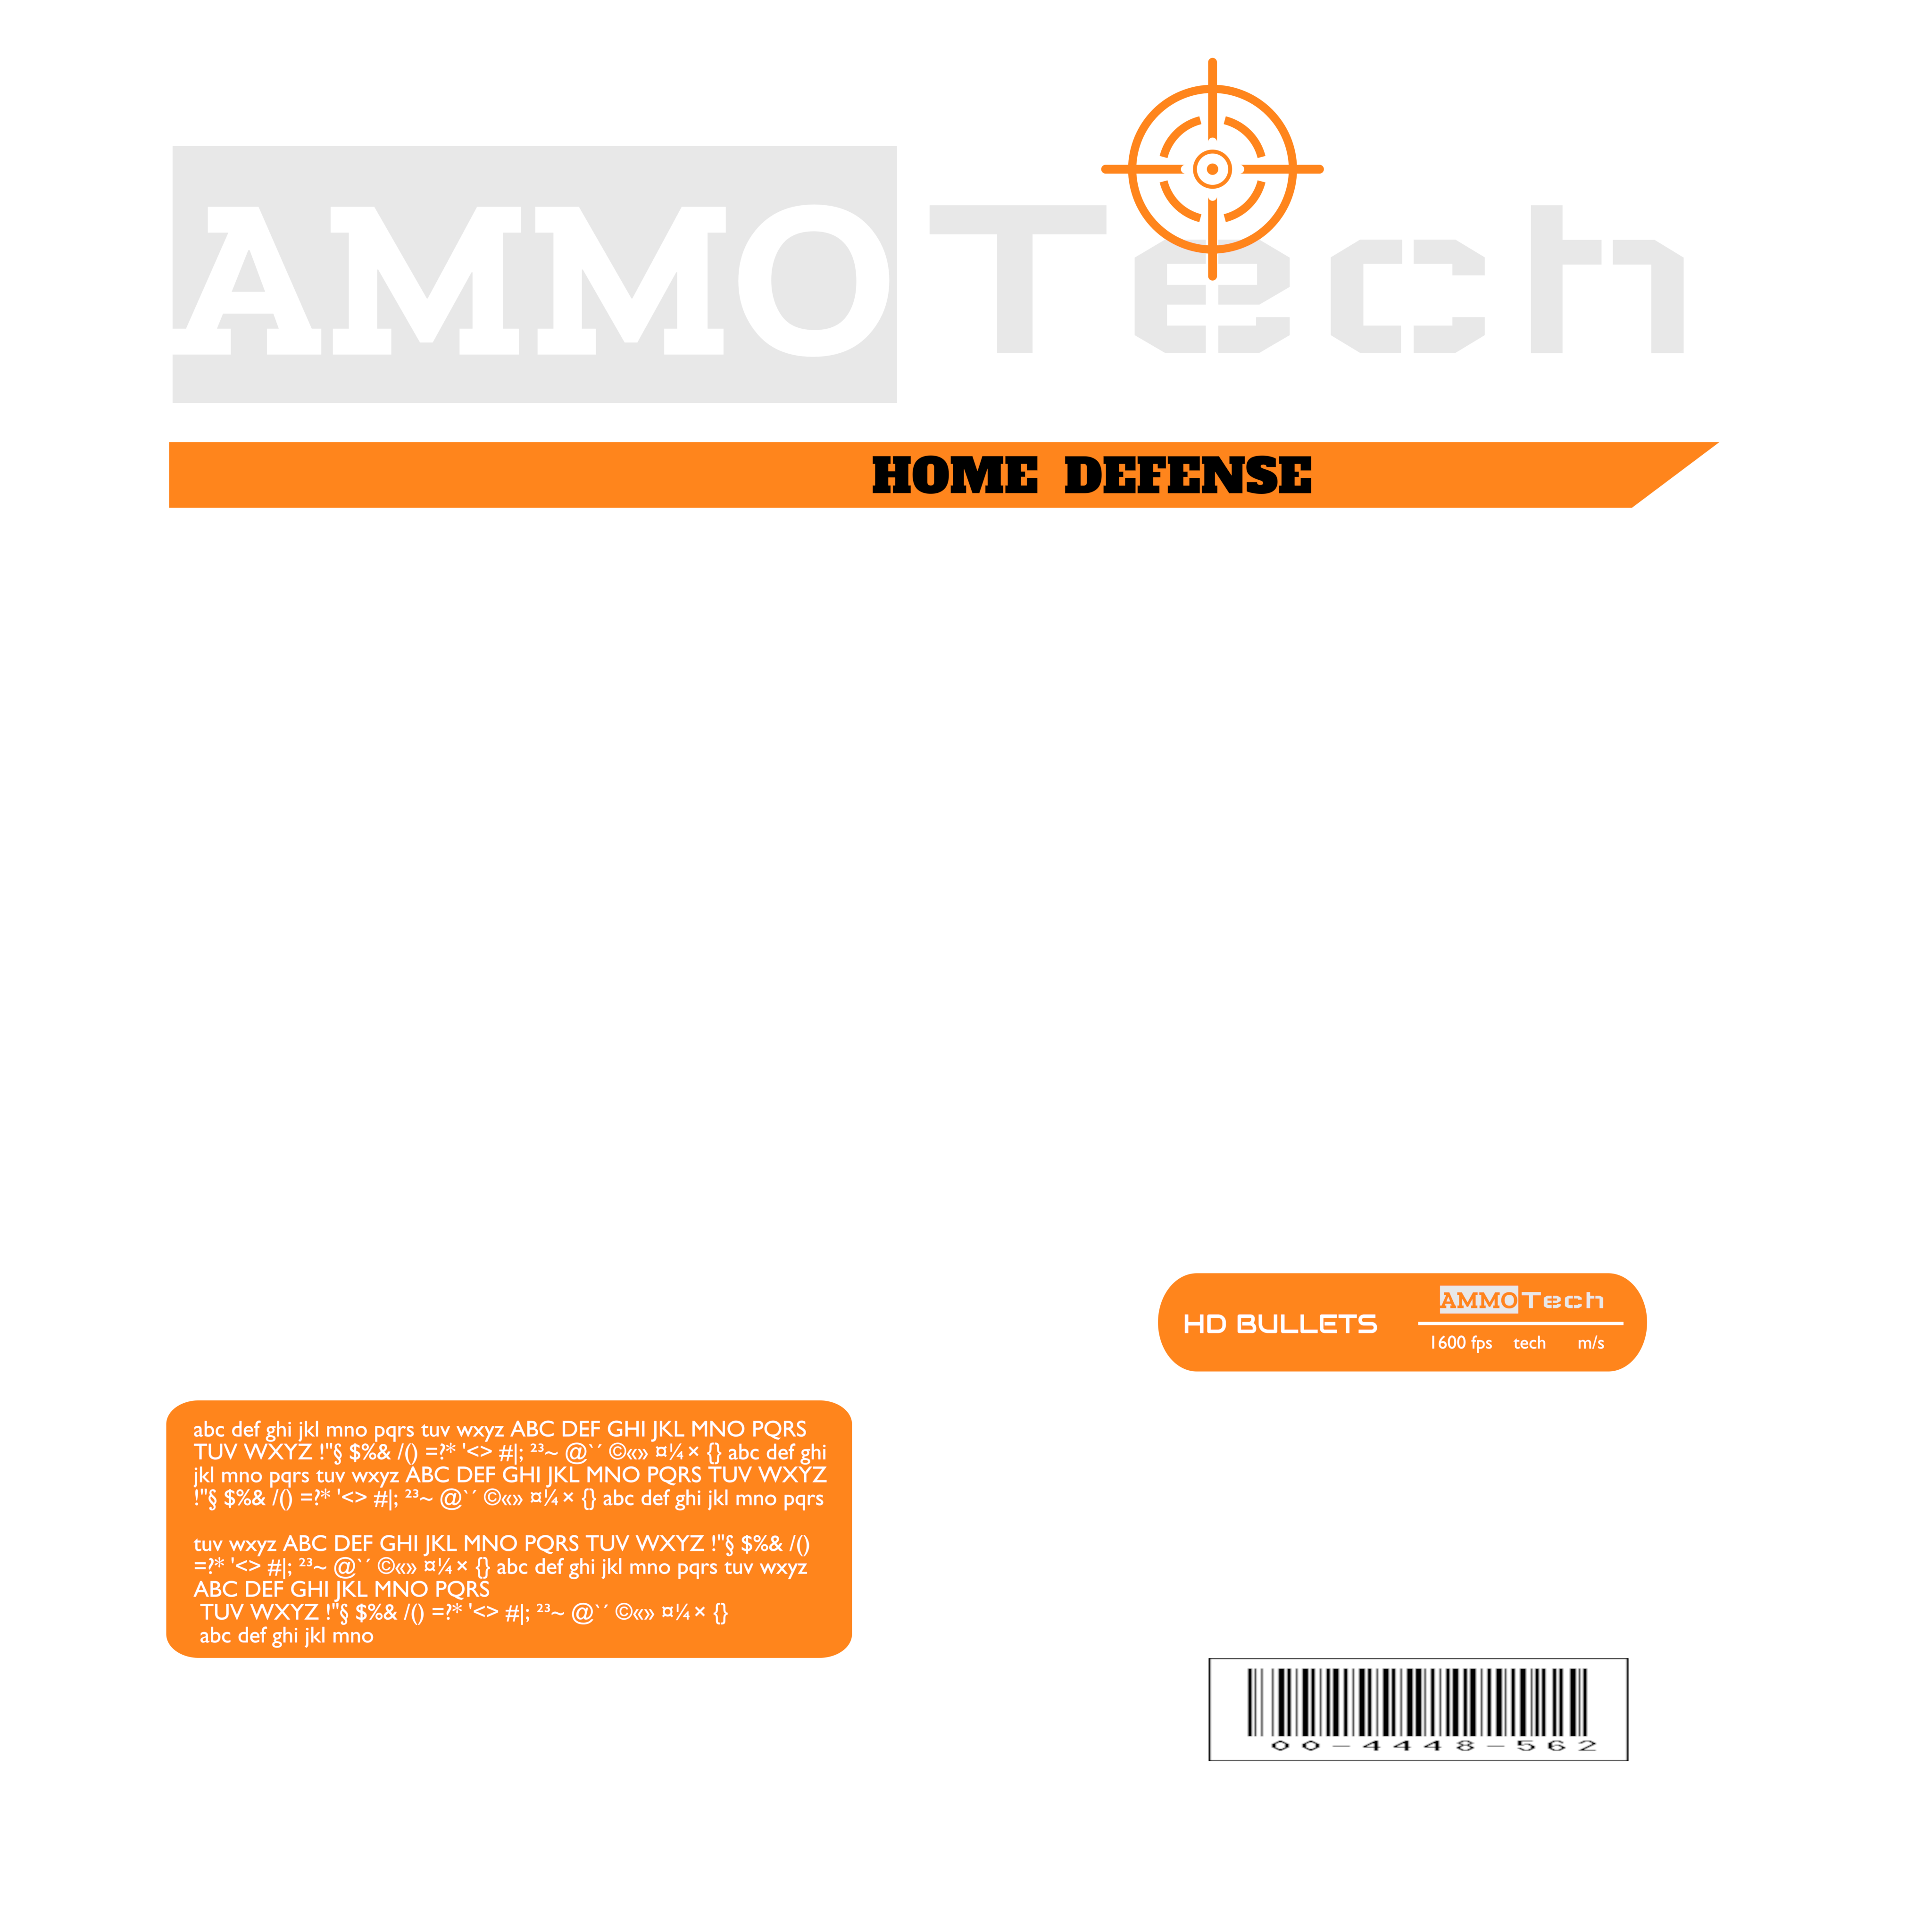 AMMOTech
HOME DEFENSE
HD BULLETS
AMMOTech
1600 fps tech m/s
abc def ghi jkl mno pqrs tuv wxyz ABC DEF GHI JKL MNO PQRS
TUV WXYZ !"§ $%& /() =?* '<> #|; ²³~ @`´ ©«» ¤¼ × {} abc def ghi
jkl mno pqrs tuv wxyz ABC DEF GHI JKL MNO PQRS TUV WXYZ
!"§ $%& /() =?* '<> #|; ²³~ @`´ ©«» ¤¼ × {} abc def ghi jkl mno pqrs
tuv wxyz ABC DEF GHI JKL MNO PQRS TUV WXYZ !"§ $%& /()
=?* '<> #|; ²³~ @`´ ©«» ¤¼ × {} abc def ghi jkl mno pqrs tuv wxyz
ABC DEF GHI JKL MNO PQRS
TUV WXYZ !"§ $%& /() =?* '<> #|; ²³~ @`´ ©«» ¤¼ × {}
abc def ghi jkl mno
00-4448-562